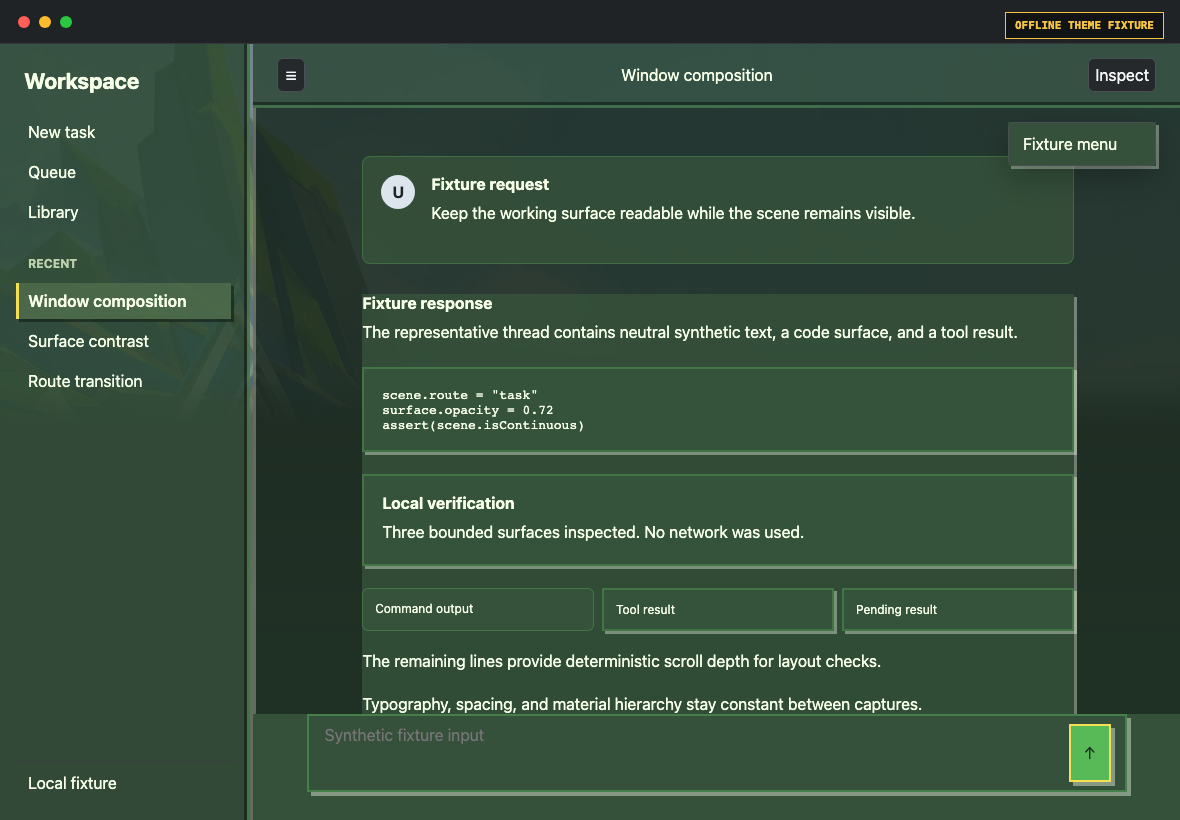 OFFLINE THEME FIXTURE
Workspace
≡
Window composition
Inspect
New task
Queue
Library
RECENT
Window composition
Surface contrast
Route transition
Local fixture
Fixture menu
U
Fixture request
Keep the working surface readable while the scene remains visible.
Fixture response
The representative thread contains neutral synthetic text, a code surface, and a tool result.
scene.route = "task"
surface.opacity = 0.72
assert(scene.isContinuous)
Local verification
Three bounded surfaces inspected. No network was used.
Command output
Tool result
Pending result
The remaining lines provide deterministic scroll depth for layout checks.
Typography, spacing, and material hierarchy stay constant between captures.
Synthetic fixture input
↑